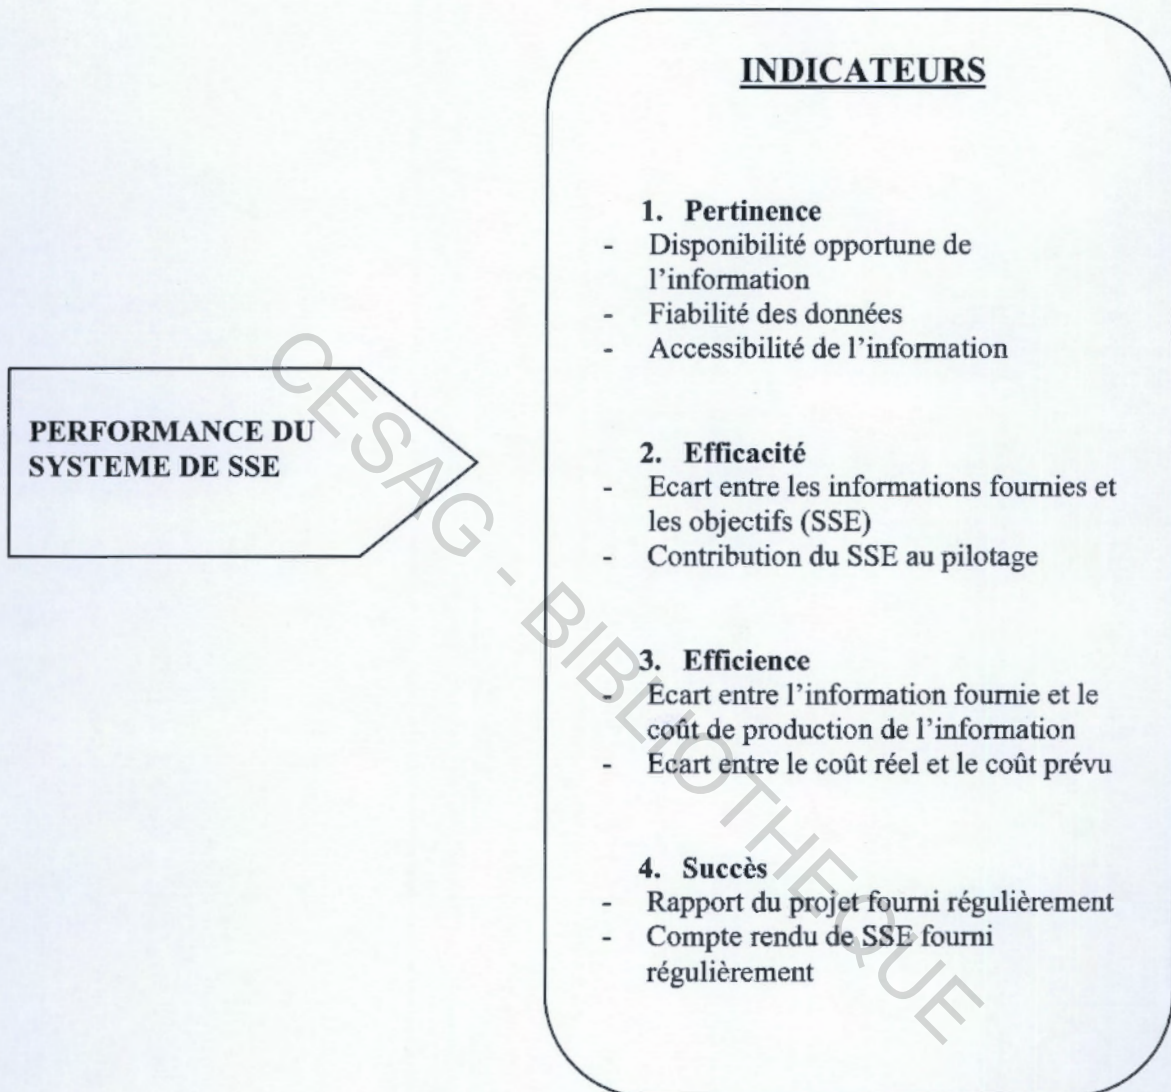 INDICATEURS
1. Pertinence
- Disponibilité opportune de
l'information
- Fiabilité des données
- Accessibilité de l'information
PERFORMANCE DU
SYSTEME DE SSE
2. Efficacité
- Ecart entre les informations fournies et
les objectifs (SSE)
- Contribution du SSE au pilotage
3. Efficience
- Ecart entre l'information fournie et le
coût de production de l'information
- Ecart entre le coût réel et le coût prévu
4. Succès
- Rapport du projet fourni régulièrement
- Compte rendu de SSE fourni
régulièrement
CESAG - BIBLIOTHEQUE